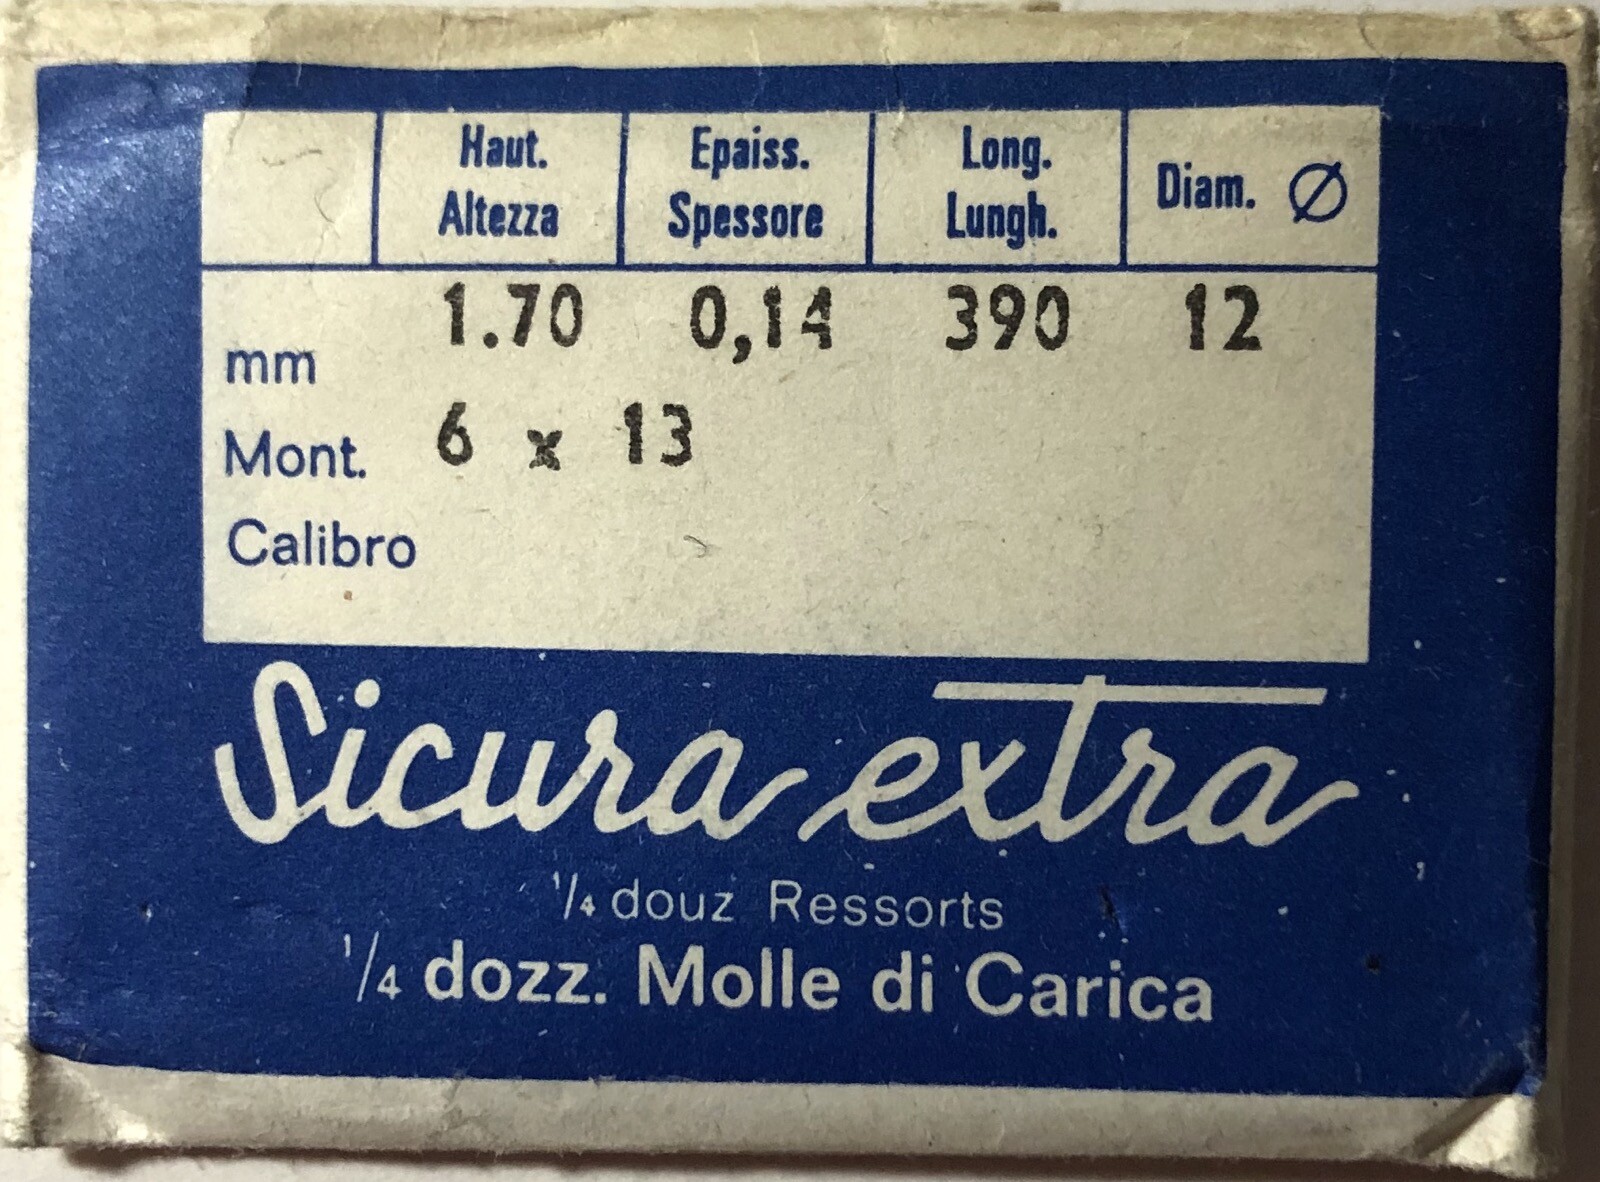 Haut. Epaiss. Long. Diam. Ø
Altezza Spessore Lungh.
mm 1.70 0,14 390 12
Mont. 6 x 13
Calibro
Sicura extra
1/4 douz Ressorts
1/4 dozz. Molle di Carica